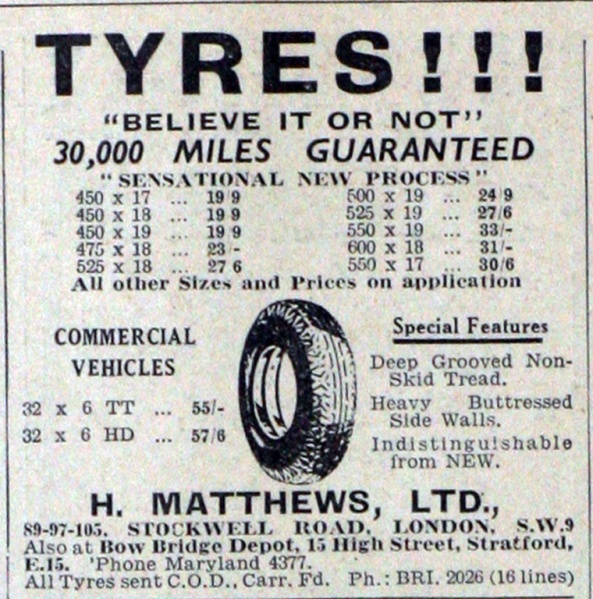 TYRES!!!
"BELIEVE IT OR NOT"
30,000 MILES GUARANTEED
"SENSATIONAL NEW PROCESS"
450 x 17 ... 19 9
450 x 18 ... 19 9
450 x 19 ... 19 9
475 x 18 ... 23/-
525 x 18 ... 27 6
500 x 19 ... 24 9
525 x 19 ... 27/6
550 x 19 ... 33/-
600 x 18 ... 31/-
550 x 17 ... 30/6
All other Sizes and Prices on application
COMMERCIAL
VEHICLES
32 x 6 TT ... 55/-
32 x 6 HD ... 57/6
Special Features
Deep Grooved Non-
Skid Tread.
Heavy Buttressed
Side Walls.
Indistinguishable
from NEW.
H. MATTHEWS, LTD.,
89-97-105, STOCKWELL ROAD, LONDON, S.W.9
Also at Bow Bridge Depot, 15 High Street, Stratford,
E.15. 'Phone Maryland 4377.
All Tyres sent C.O.D., Carr. Fd. Ph.: BRI. 2026 (16 lines)